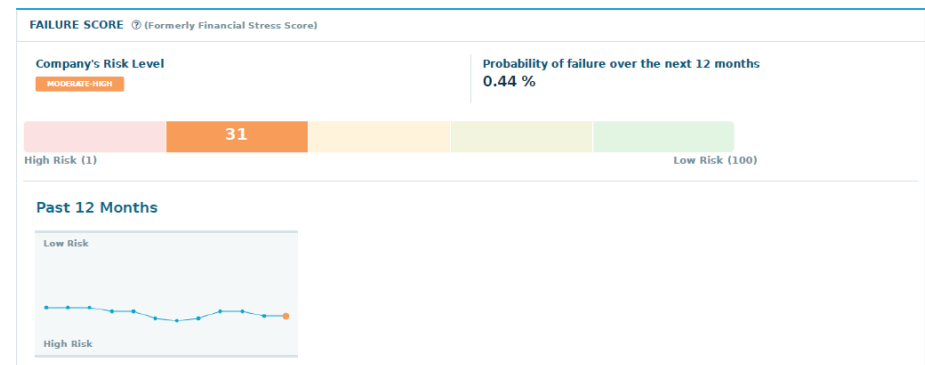 FAILURE SCORE ? (Formerly Financial Stress Score)
Company's Risk Level
MODERATE-HIGH
Probability of failure over the next 12 months
0.44 %
31
High Risk (1)
Low Risk (100)
Past 12 Months
Low Risk
High Risk